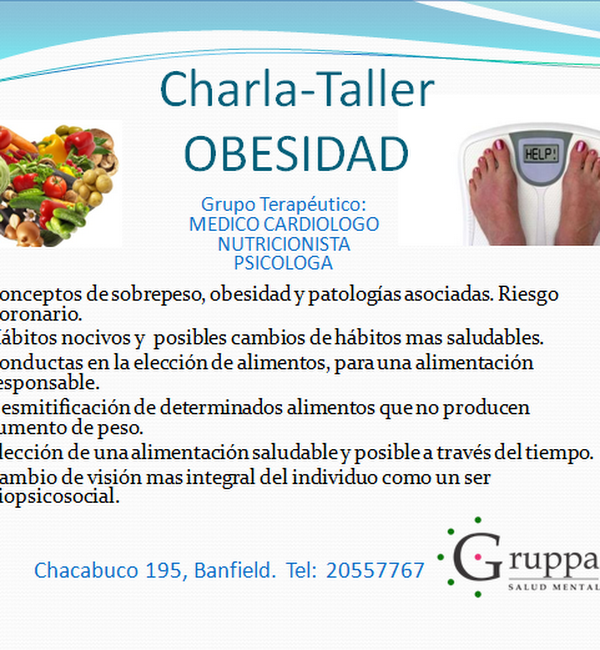 Charla-Taller
OBESIDAD
HELP!
Grupo Terapéutico:
MEDICO CARDIOLOGO
NUTRICIONISTA
PSICOLOGA
onceptos de sobrepeso, obesidad y patologías asociadas. Riesgo
oronario.
ábitos nocivos y posibles cambios de hábitos mas saludables.
onductas en la elección de alimentos, para una alimentación
esponsable.
esmitificación de determinados alimentos que no producen
umento de peso.
lección de una alimentación saludable y posible a través del tiempo.
ambio de visión mas integral del individuo como un ser
iopsicosocial.
Chacabuco 195, Banfield. Tel: 20557767
Gruppa
SALUD MENTAL